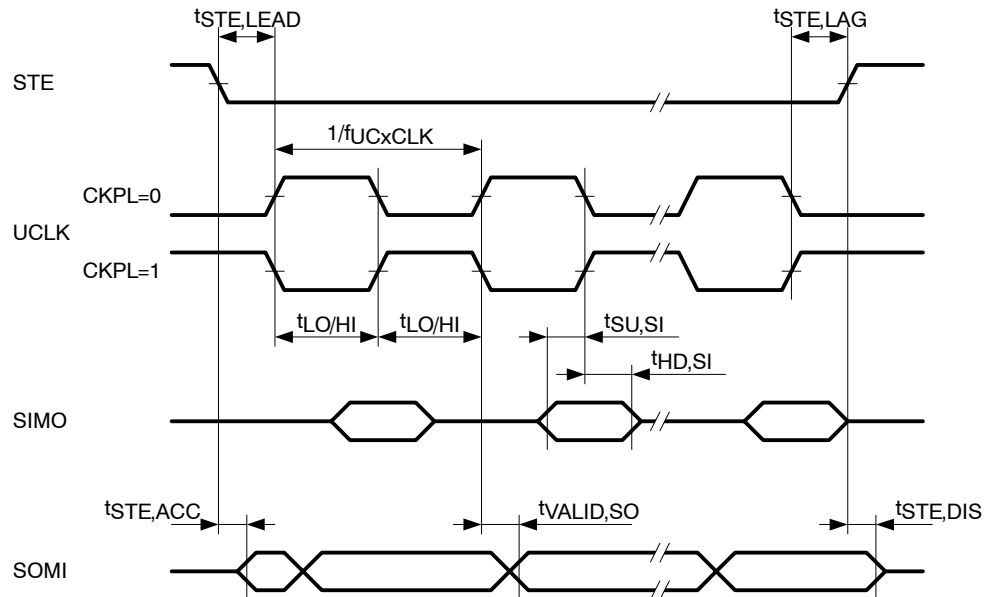 tSTE,LEAD
tSTE,LAG
STE
1/fUCxCLK
CKPL=0
UCLK
CKPL=1
tLO/HI
tLO/HI
tSU,SI
tHD,SI
SIMO
tSTE,ACC
tVALID,SO
tSTE,DIS
SOMI